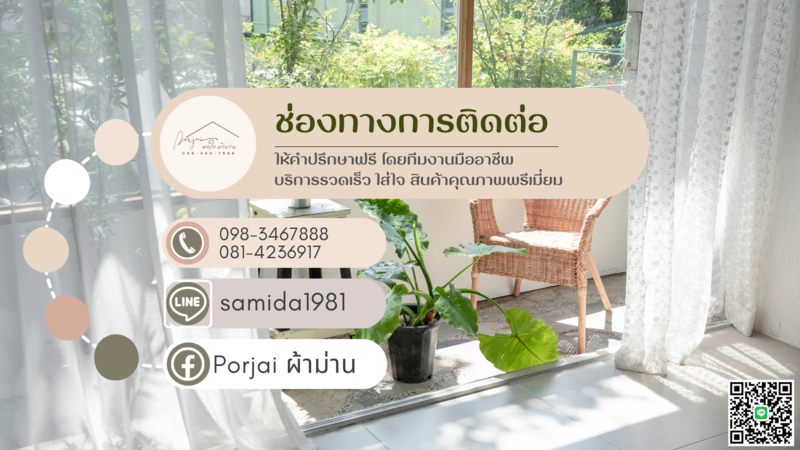 ช่องทางการติดต่อ
ให้คำปรึกษาฟรี โดยทีมงานมืออาชีพ
บริการรวดเร็ว ใส่ใจ สินค้าคุณภาพพรีเมี่ยม
Porjai
098-346-7888
098-3467888
081-4236917
LINE
samida1981
Porjai ผ้าม่าน